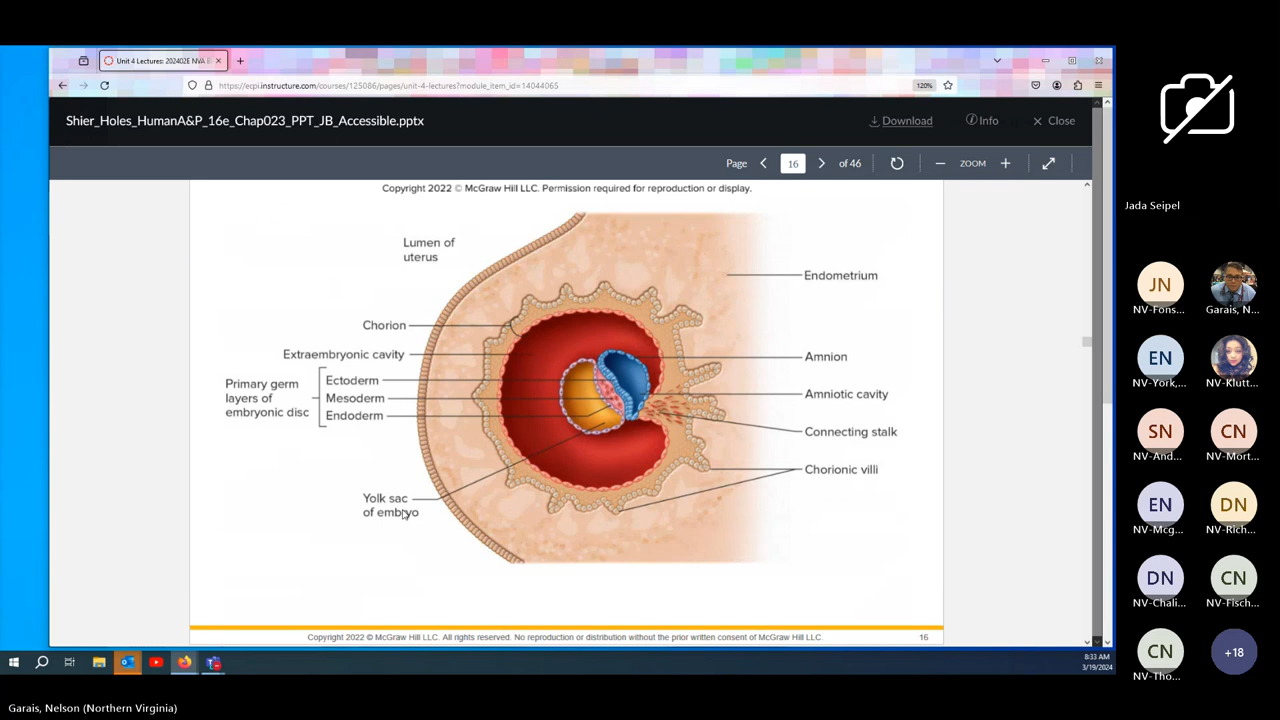 Unit 4 Lectures: 202402E NVA B
https://ecpi.instructure.com/courses/125086/pages/unit-4-lectures?module_item_id=14044065
120%
Shier_Holes_HumanA&P_16e_Chap023_PPT_JB_Accessible.pptx
Download
Info
Close
Page
16
of 46
ZOOM
Copyright 2022 © McGraw Hill LLC. Permission required for reproduction or display.
Lumen of
uterus
Endometrium
Chorion
Extraembryonic cavity
Amnion
Primary germ
layers of
embryonic disc
Ectoderm
Mesoderm
Endoderm
Amniotic cavity
Connecting stalk
Chorionic villi
Yolk sac
of embryo
Copyright 2022 © McGraw Hill LLC. All rights reserved. No reproduction or distribution without the prior written consent of McGraw Hill LLC.
16
8:33 AM
3/19/2024
Jada Seipel
JN
NV-Fons...
Garais, N...
EN
NV-York,...
NV-Klutt...
SN
NV-And...
CN
NV-Mort...
EN
NV-Mcg...
DN
NV-Rich...
DN
NV-Chali...
CN
NV-Fisch...
CN
NV-Tho...
+18
Garais, Nelson (Northern Virginia)